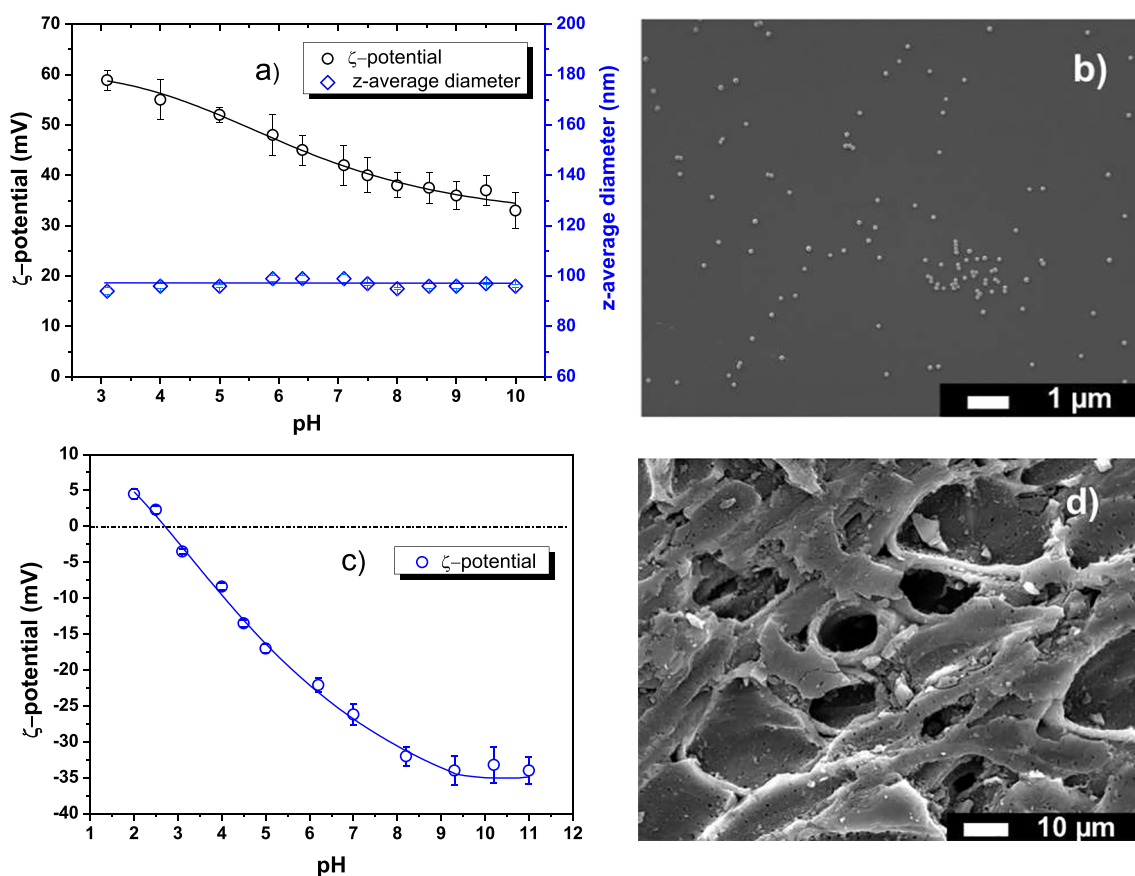 70
60
50
40
30
20
10
0
ζ–potential (mV)
3 4 5 6 7 8 9 10
pH
200
180
160
140
120
100
80
60
z-average diameter (nm)
a)
ζ–potential
z-average diameter
b)
1 µm
10
5
0
-5
-10
-15
-20
-25
-30
-35
-40
ζ–potential (mV)
1 2 3 4 5 6 7 8 9 10 11 12
pH
c)
ζ–potential
d)
10 µm